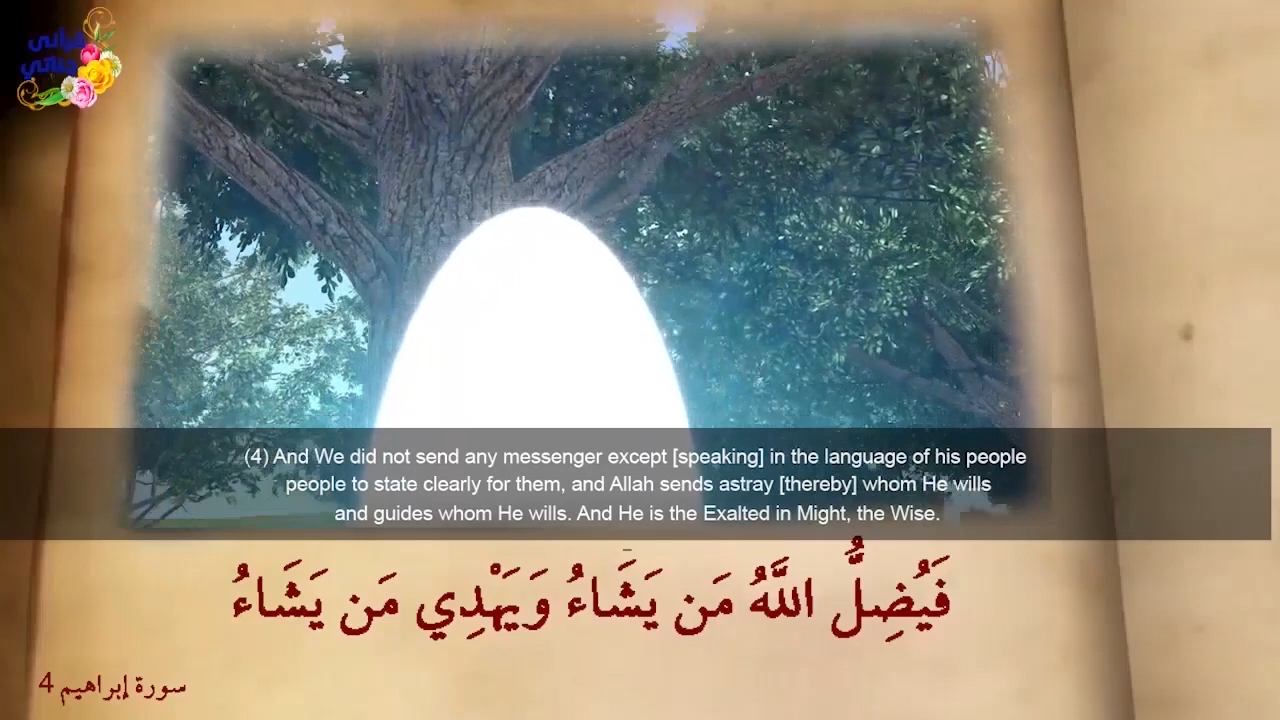 قرآني
جنتي
(4) And We did not send any messenger except [speaking] in the language of his people
people to state clearly for them, and Allah sends astray [thereby] whom He wills
and guides whom He wills. And He is the Exalted in Might, the Wise.
فَيُضِلُّ اللَّهُ مَن يَشَاءُ وَيَهْدِي مَن يَشَاءُ
سورة إبراهيم 4